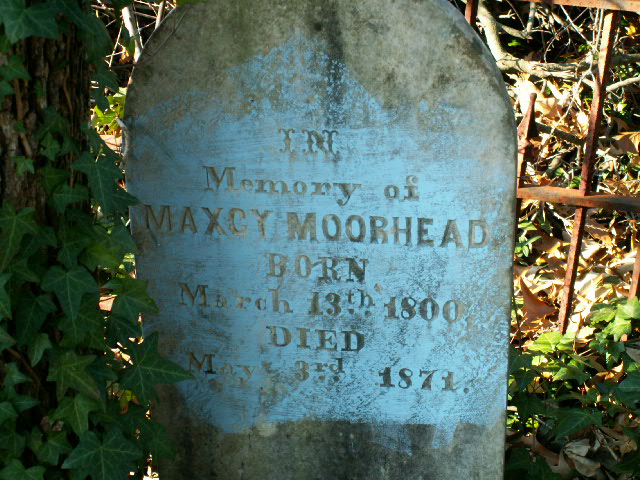 IN
Memory of
MAXCY MOORHEAD
BORN
March 13th. 1800.
DIED
May 3rd 1871.